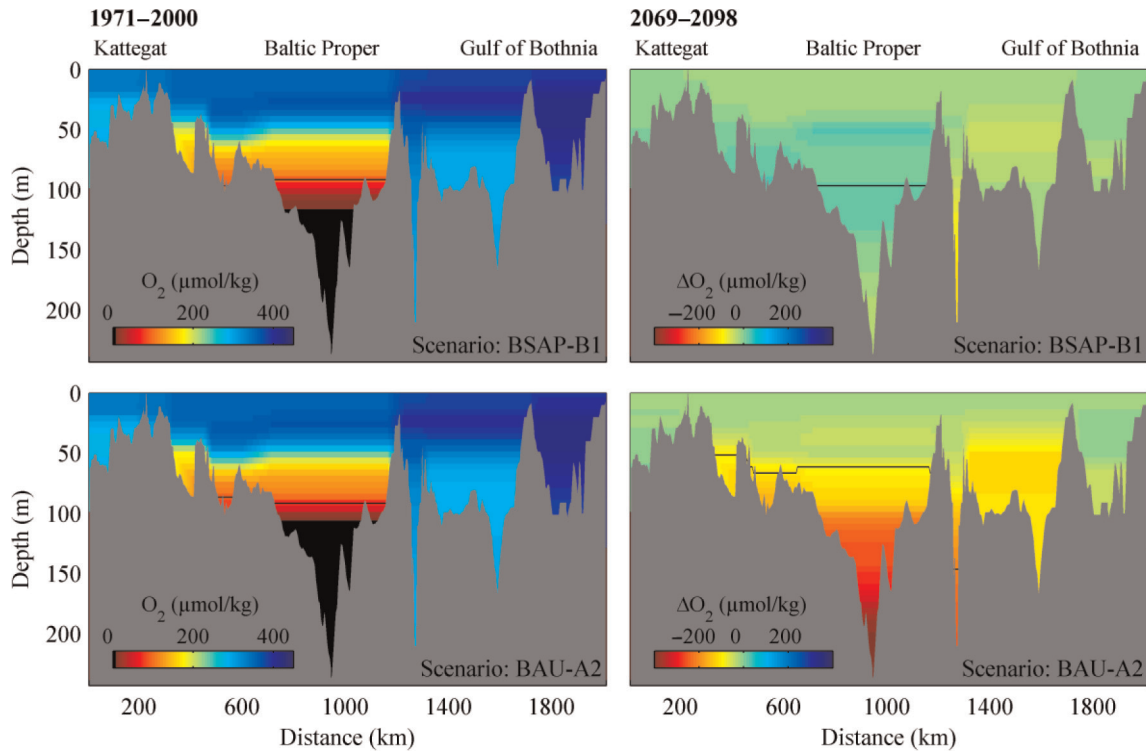 1971–2000
2069–2098
Kattegat Baltic Proper Gulf of Bothnia
Kattegat Baltic Proper Gulf of Bothnia
0
50
100
150
200
Depth (m)
O2 (µmol/kg)
0 200 400
Scenario: BSAP-B1
ΔO2 (µmol/kg)
−200 0 200
Scenario: BSAP-B1
0
50
100
150
200
Depth (m)
O2 (µmol/kg)
0 200 400
Scenario: BAU-A2
ΔO2 (µmol/kg)
−200 0 200
Scenario: BAU-A2
200 600 1000 1400 1800
Distance (km)
200 600 1000 1400 1800
Distance (km)